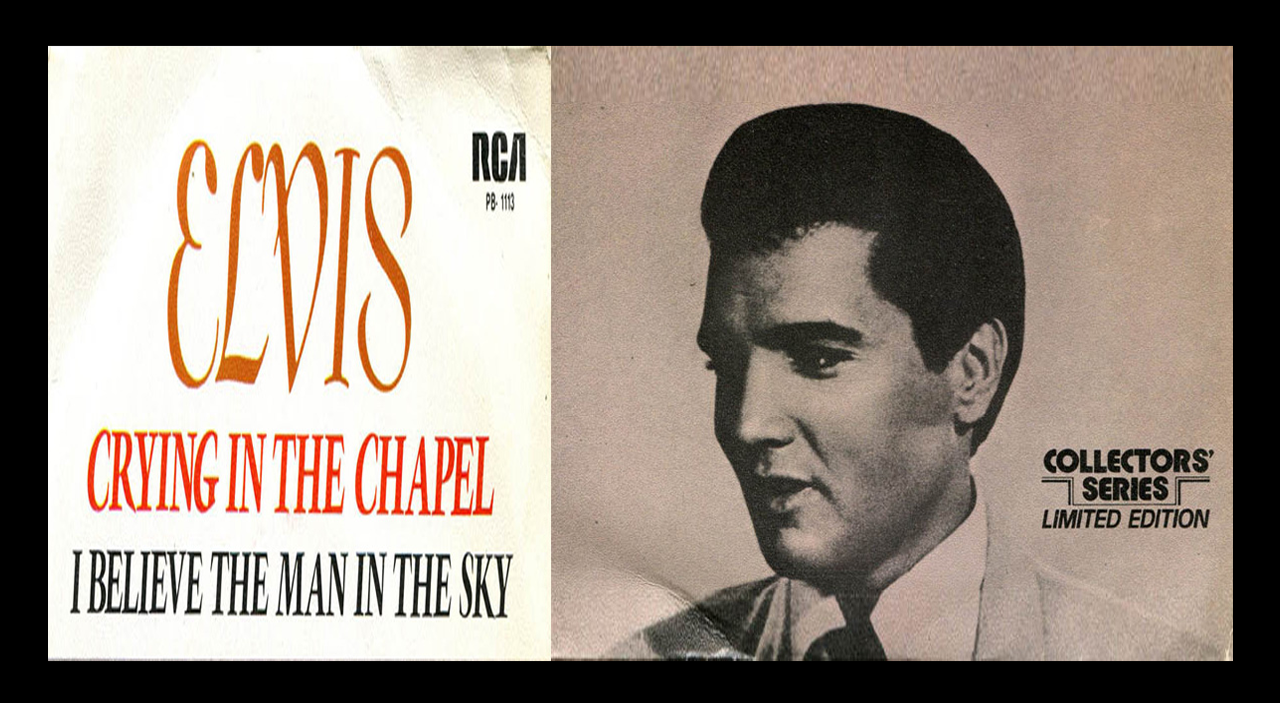 ELVIS
RCA
PB- 1113
CRYING IN THE CHAPEL
I BELIEVE THE MAN IN THE SKY
COLLECTORS'
SERIES
LIMITED EDITION